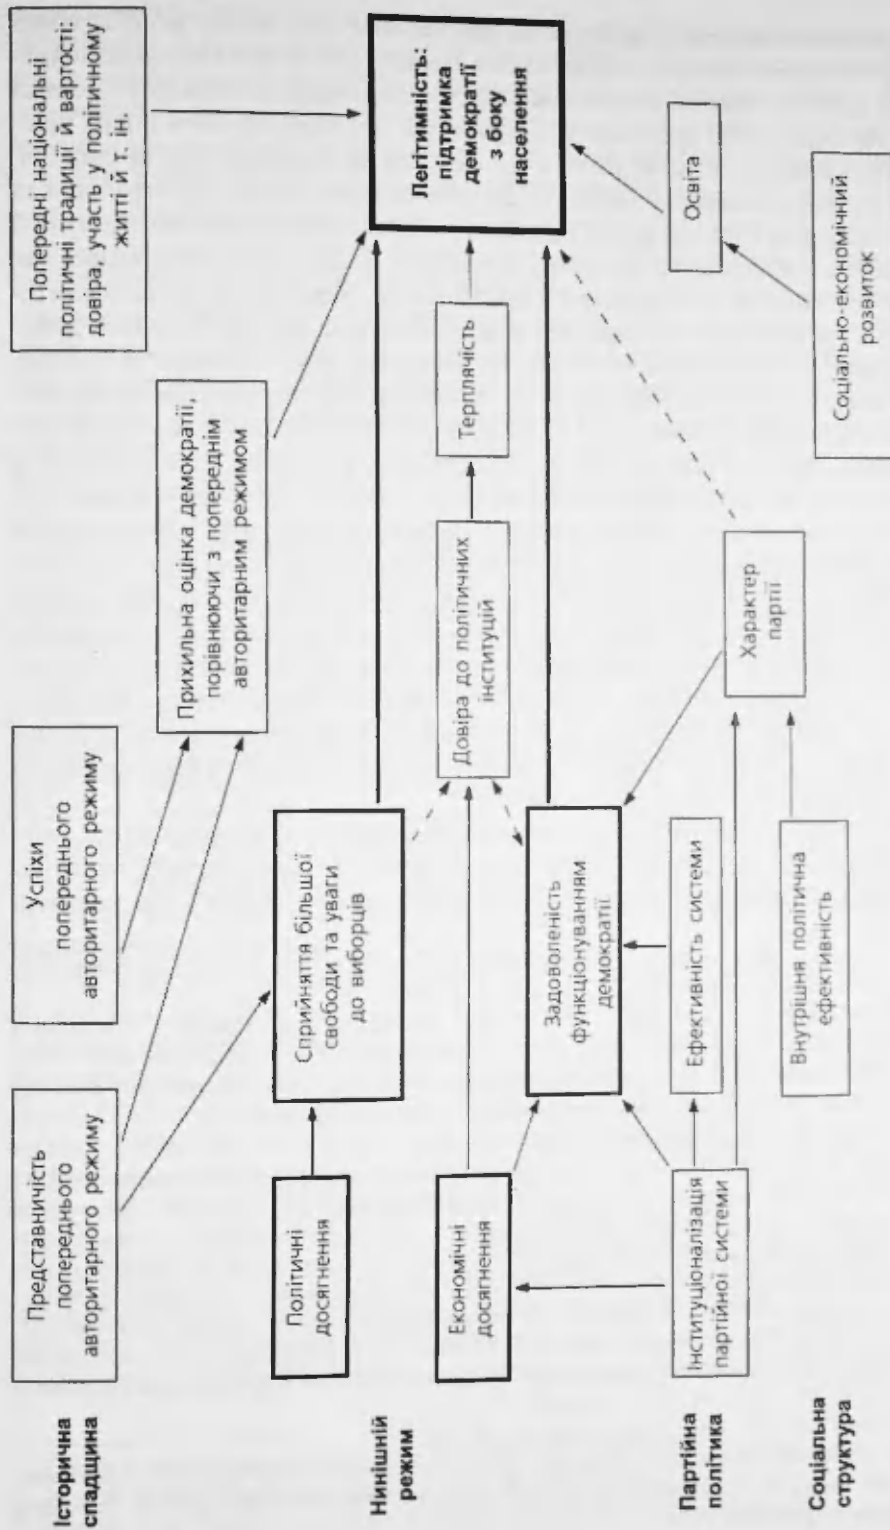 Історична
спадщина
Представничість
попереднього
авторитарного режиму
Успіхи
попереднього
авторитарного режиму
Попередні національні
політичні традиції й вартості:
довіра, участь у політичному
житті й т. ін.
Прихильна оцінка демократії,
порівнюючи з попереднім
авторитарним режимом
Нинішній
режим
Політичні
досягнення
Сприйняття більшої
свободи та уваги
до виборців
Легітимність:
підтримка
демократії
з боку
населення
Економічні
досягнення
Довіра до політичних
інституцій
Терплячість
Задоволеність
функціонуванням
демократії
Партійна
політика
Інституціоналізація
партійної системи
Ефективність системи
Характер
партії
Освіта
Соціальна
структура
Внутрішня політична
ефективність
Соціально-економічний
розвиток